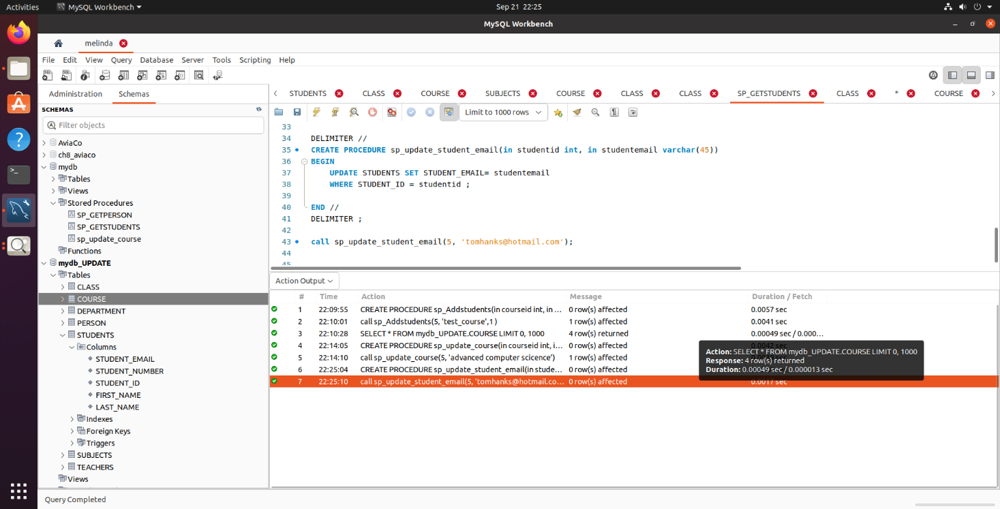 Activities MySQL Workbench Sep 21 22:25
MySQL Workbench
melinda
File Edit View Query Database Server Tools Scripting Help
Administration Schemas
SCHEMAS
Filter objects
AviaCo
ch8_aviaco
mydb
Tables
Views
Stored Procedures
SP_GETPERSON
SP_GETSTUDENTS
sp_update_course
Functions
mydb_UPDATE
Tables
CLASS
COURSE
DEPARTMENT
PERSON
STUDENTS
Columns
STUDENT_EMAIL
STUDENT_NUMBER
STUDENT_ID
FIRST_NAME
LAST_NAME
Indexes
Foreign Keys
Triggers
SUBJECTS
TEACHERS
Views
STUDENTS CLASS COURSE SUBJECTS COURSE CLASS CLASS SP_GETSTUDENTS CLASS * COURSE
Limit to 1000 rows
33
34 DELIMITER //
35 CREATE PROCEDURE sp_update_student_email(in studentid int, in studentemail varchar(45))
36 BEGIN
37 UPDATE STUDENTS SET STUDENT_EMAIL= studentemail
38 WHERE STUDENT_ID = studentid ;
39
40 END //
41 DELIMITER ;
42
43 call sp_update_student_email(5, 'tomhanks@hotmail.com');
44
45
Action Output
# Time Action Message Duration / Fetch
1 22:09:55 CREATE PROCEDURE sp_Addstudents(in courseid int, in ... 0 row(s) affected 0.0057 sec
2 22:10:01 call sp_Addstudents(5, 'test_course',1 ) 1 row(s) affected 0.0041 sec
3 22:10:28 SELECT * FROM mydb_UPDATE.COURSE LIMIT 0, 1000 4 row(s) returned 0.00049 sec / 0.000...
4 22:14:05 CREATE PROCEDURE sp_update_course(in courseid int, i... 0 row(s) affected 0.0042 sec
5 22:14:10 call sp_update_course(5, 'advanced computer scicence') 1 row(s) affected
6 22:25:04 CREATE PROCEDURE sp_update_student_email(in stude... 0 row(s) affected
7 22:25:10 call sp_update_student_email(5, 'tomhanks@hotmail.co... 0 row(s) affected 0.0017 sec
Action: SELECT * FROM mydb_UPDATE.COURSE LIMIT 0, 1000
Response: 4 row(s) returned
Duration: 0.00049 sec / 0.000013 sec
Query Completed